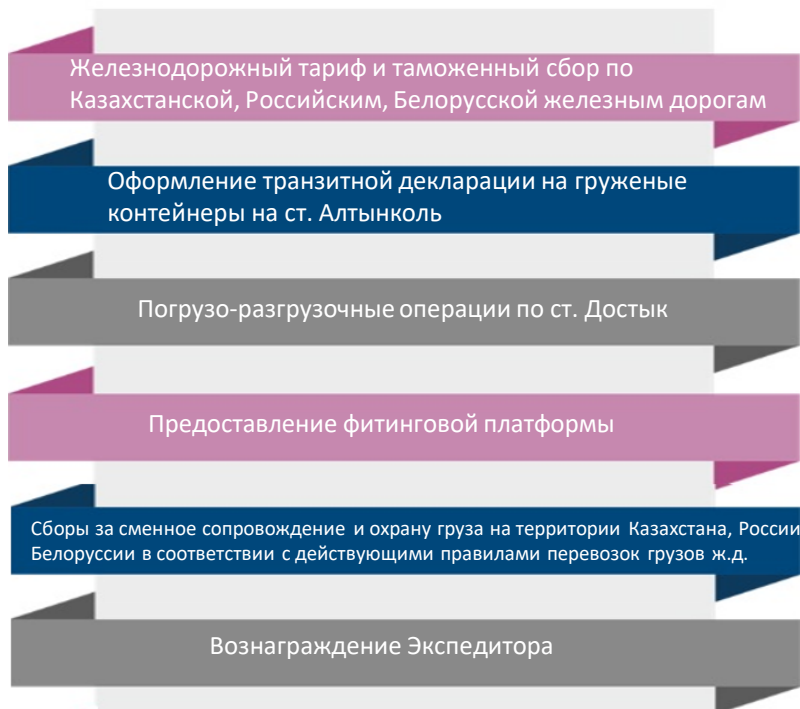 Железнодорожный тариф и таможенный сбор по
Казахстанской, Российским, Белорусской железным дорогам
Оформление транзитной декларации на груженые
контейнеры на ст. Алтынколь
Погрузо-разгрузочные операции по ст. Достык
Предоставление фитинговой платформы
Сборы за сменное сопровождение и охрану груза на территории Казахстана, России
Белоруссии в соответствии с действующими правилами перевозок грузов ж.д.
Вознаграждение Экспедитора